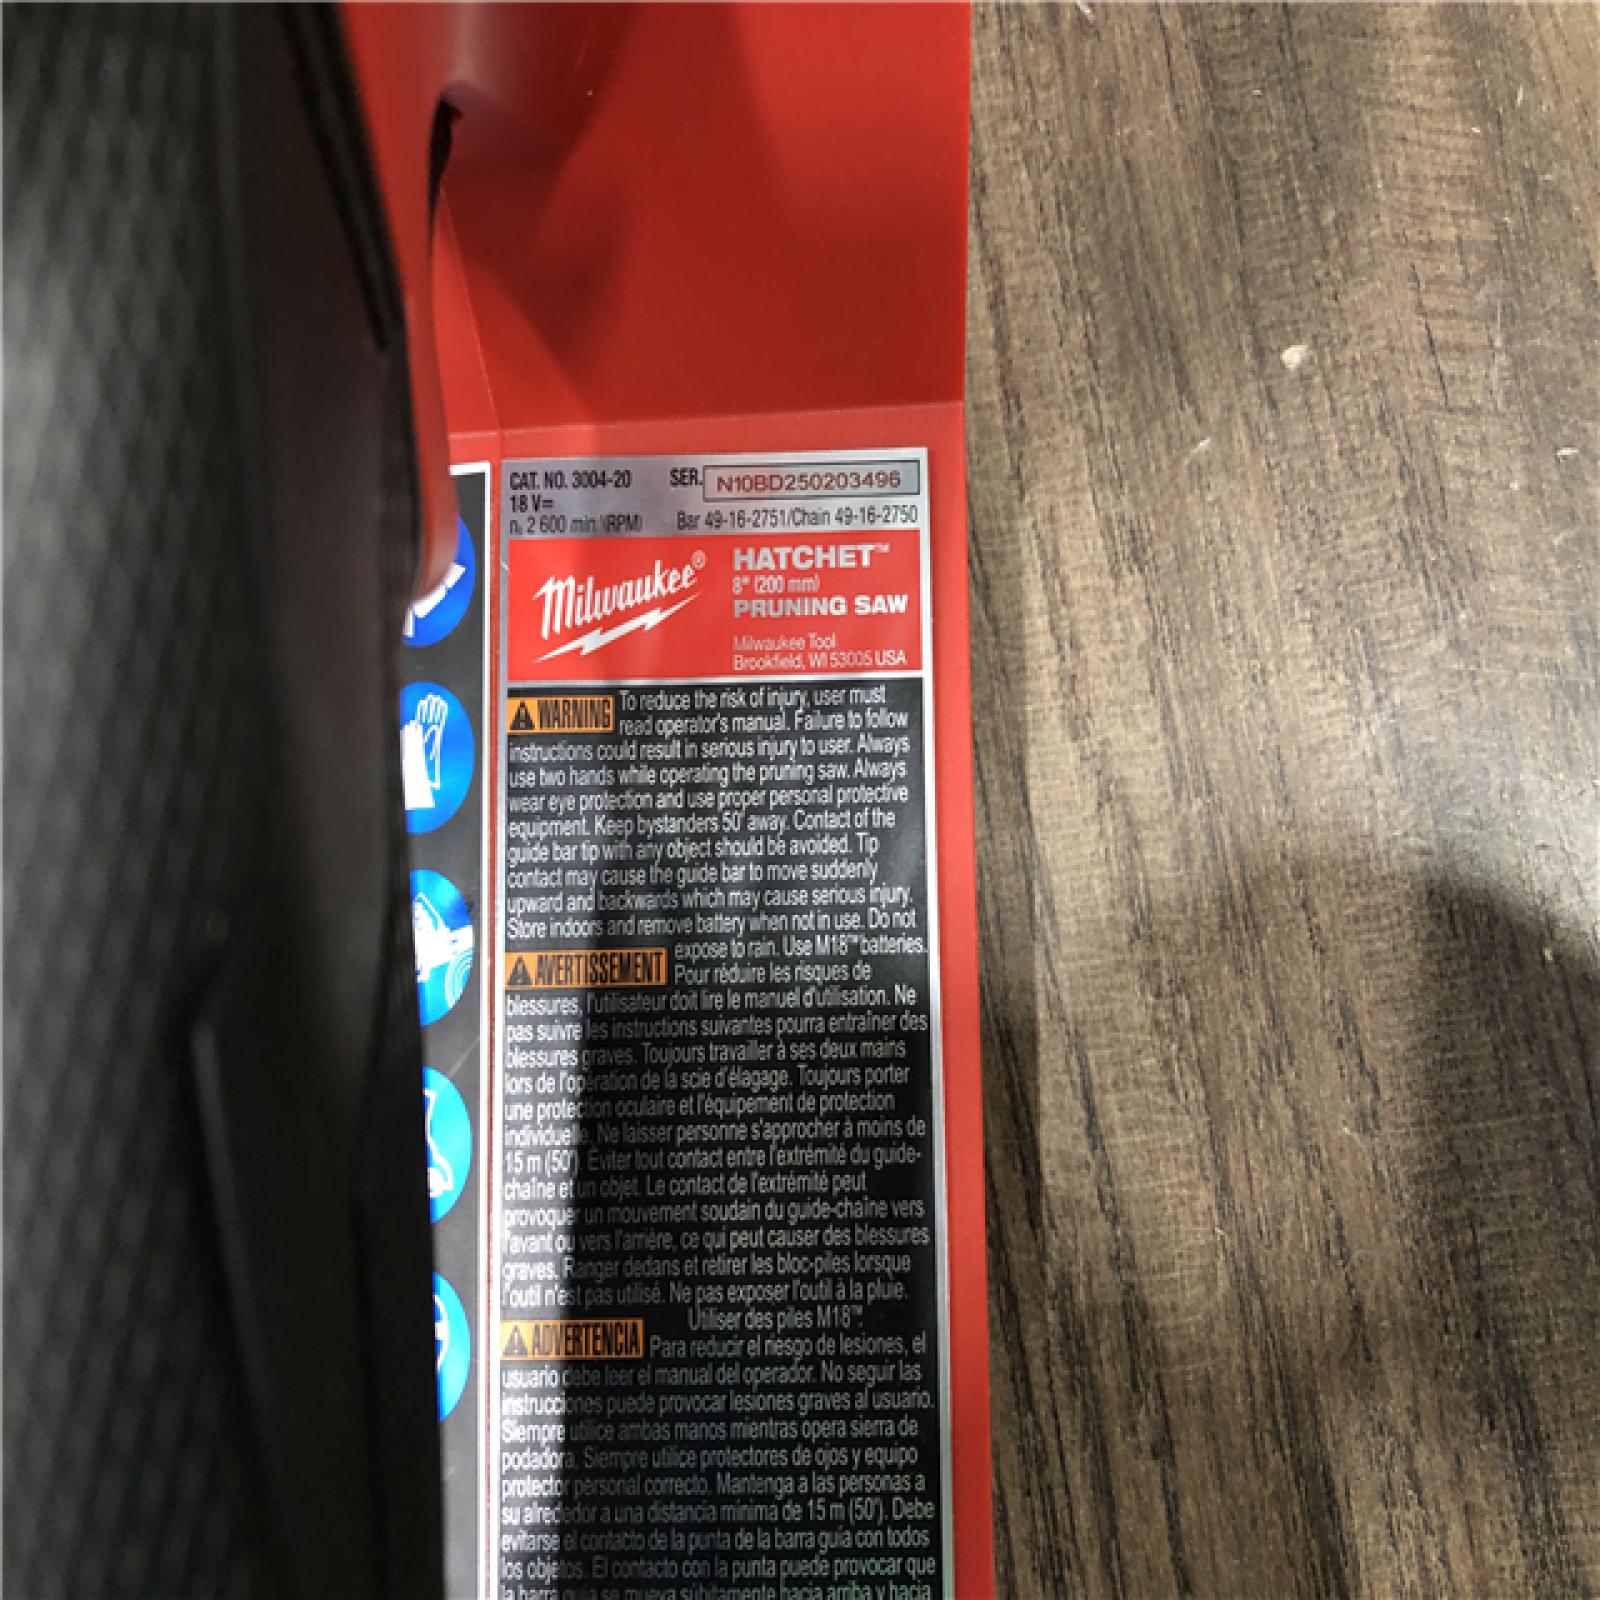 CAT. NO. 3004-20 SER. N10BD250203496
18 V
n₀ 2 600 min (RPM) Bar 49-16-2751/Chain 49-16-2750
Milwaukee®
HATCHET™
8" (200 mm)
PRUNING SAW
Milwaukee Tool
Brookfield, WI 53005 USA
WARNING To reduce the risk of injury, user must
read operator's manual. Failure to follow
instructions could result in serious injury to user. Always
use two hands while operating the pruning saw. Always
wear eye protection and use proper personal protective
equipment. Keep bystanders 50' away. Contact of the
guide bar tip with any object should be avoided. Tip
contact may cause the guide bar to move suddenly
upward and backwards which may cause serious injury.
Store indoors and remove battery when not in use. Do not
expose to rain. Use M18™ batteries.
AVERTISSEMENT Pour réduire les risques de
blessures, l'utilisateur doit lire le manuel d'utilisation. Ne
pas suivre les instructions suivantes pourra entraîner des
blessures graves. Toujours travailler à ses deux mains
lors de l'opération de la scie d'élagage. Toujours porter
une protection oculaire et l'équipement de protection
individuelle. Ne laisser personne s'approcher à moins de
15 m (50'). Éviter tout contact entre l'extrémité du guide-
chaîne et un objet. Le contact de l'extrémité peut
provoquer un mouvement soudain du guide-chaîne vers
l'avant ou vers l'arrière, ce qui peut causer des blessures
graves. Ranger dedans et retirer les bloc-piles lorsque
l'outil n'est pas utilisé. Ne pas exposer l'outil à la pluie.
Utiliser des piles M18™.
ADVERTENCIA Para reducir el riesgo de lesiones, el
usuario debe leer el manual del operador. No seguir las
instrucciones puede provocar lesiones graves al usuario.
Siempre utilice ambas manos mientras opera sierra de
podadora. Siempre utilice protectores de ojos y equipo
protector personal correcto. Mantenga a las personas a
su alrededor a una distancia mínima de 15 m (50'). Debe
evitarse el contacto de la punta de la barra guía con todos
los objetos. El contacto con la punta puede provocar que
la barra guía se mueva súbitamente hacia arriba y hacia